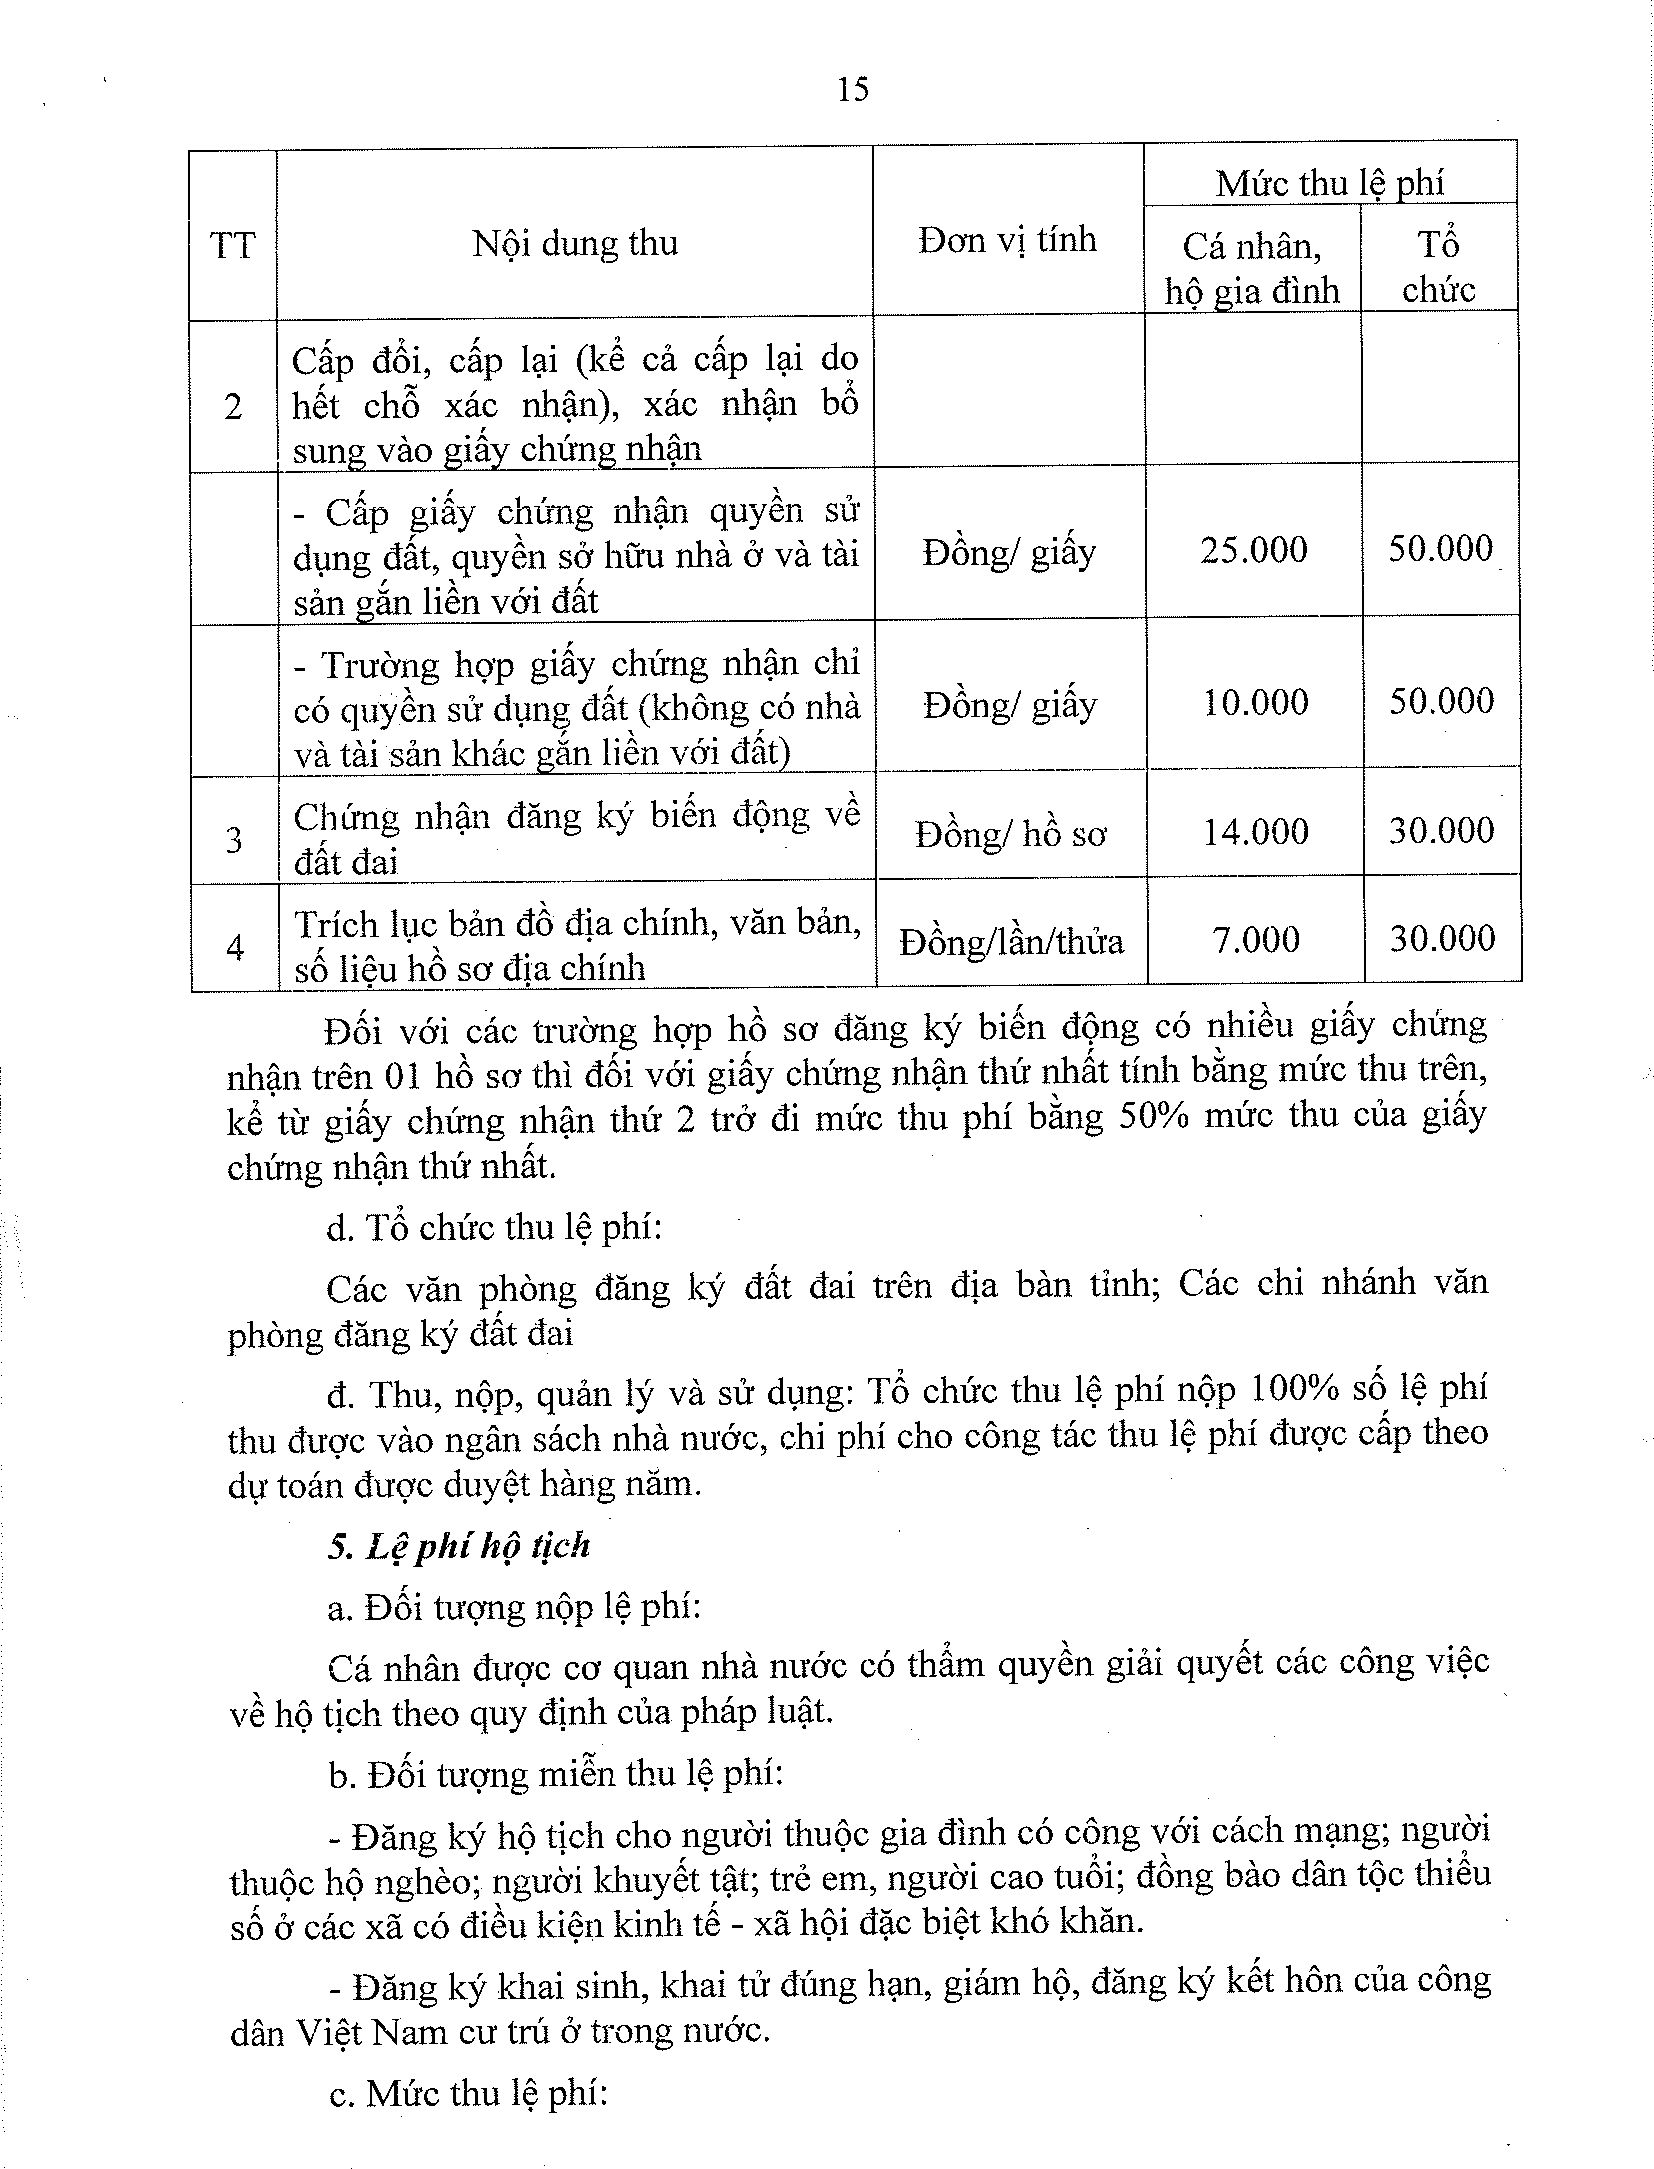 15
TT
Nội dung thu
Đơn vị tính
Mức thu lệ phí
Cá nhân,
hộ gia đình
Tổ
chức
2
Cấp đổi, cấp lại (kể cả cấp lại do
hết chỗ xác nhận), xác nhận bổ
sung vào giấy chứng nhận
- Cấp giấy chứng nhận quyền sử
dụng đất, quyền sở hữu nhà ở và tài
sản gắn liền với đất
Đồng/ giấy
25.000
50.000
- Trường hợp giấy chứng nhận chỉ
có quyền sử dụng đất (không có nhà
và tài sản khác gắn liền với đất)
Đồng/ giấy
10.000
50.000
3
Chứng nhận đăng ký biến động về
đất đai
Đồng/ hồ sơ
14.000
30.000
4
Trích lục bản đồ địa chính, văn bản,
số liệu hồ sơ địa chính
Đồng/lần/thửa
7.000
30.000
Đối với các trường hợp hồ sơ đăng ký biến động có nhiều giấy chứng
nhận trên 01 hồ sơ thì đối với giấy chứng nhận thứ nhất tính bằng mức thu trên,
kể từ giấy chứng nhận thứ 2 trở đi mức thu phí bằng 50% mức thu của giấy
chứng nhận thứ nhất.
d. Tổ chức thu lệ phí:
Các văn phòng đăng ký đất đai trên địa bàn tỉnh; Các chi nhánh văn
phòng đăng ký đất đai
đ. Thu, nộp, quản lý và sử dụng: Tổ chức thu lệ phí nộp 100% số lệ phí
thu được vào ngân sách nhà nước, chi phí cho công tác thu lệ phí được cấp theo
dự toán được duyệt hàng năm.
5. Lệ phí hộ tịch
a. Đối tượng nộp lệ phí:
Cá nhân được cơ quan nhà nước có thẩm quyền giải quyết các công việc
về hộ tịch theo quy định của pháp luật.
b. Đối tượng miễn thu lệ phí:
- Đăng ký hộ tịch cho người thuộc gia đình có công với cách mạng; người
thuộc hộ nghèo; người khuyết tật; trẻ em, người cao tuổi; đồng bào dân tộc thiểu
số ở các xã có điều kiện kinh tế - xã hội đặc biệt khó khăn.
- Đăng ký khai sinh, khai tử đúng hạn, giám hộ, đăng ký kết hôn của công
dân Việt Nam cư trú ở trong nước.
c. Mức thu lệ phí: